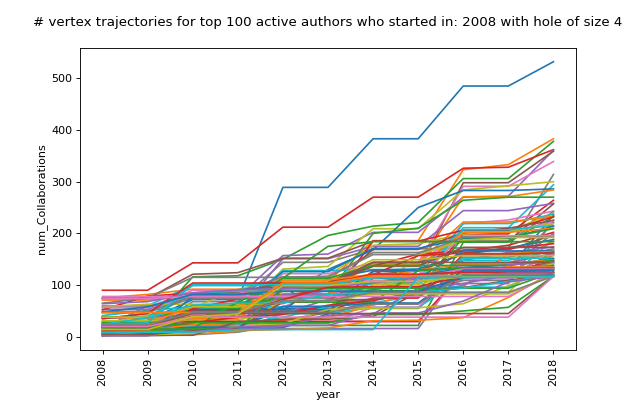 # vertex trajectories for top 100 active authors who started in: 2008 with hole of size 4
num_Collaborations
500
400
300
200
100
0
2008 2009 2010 2011 2012 2013 2014 2015 2016 2017 2018
year